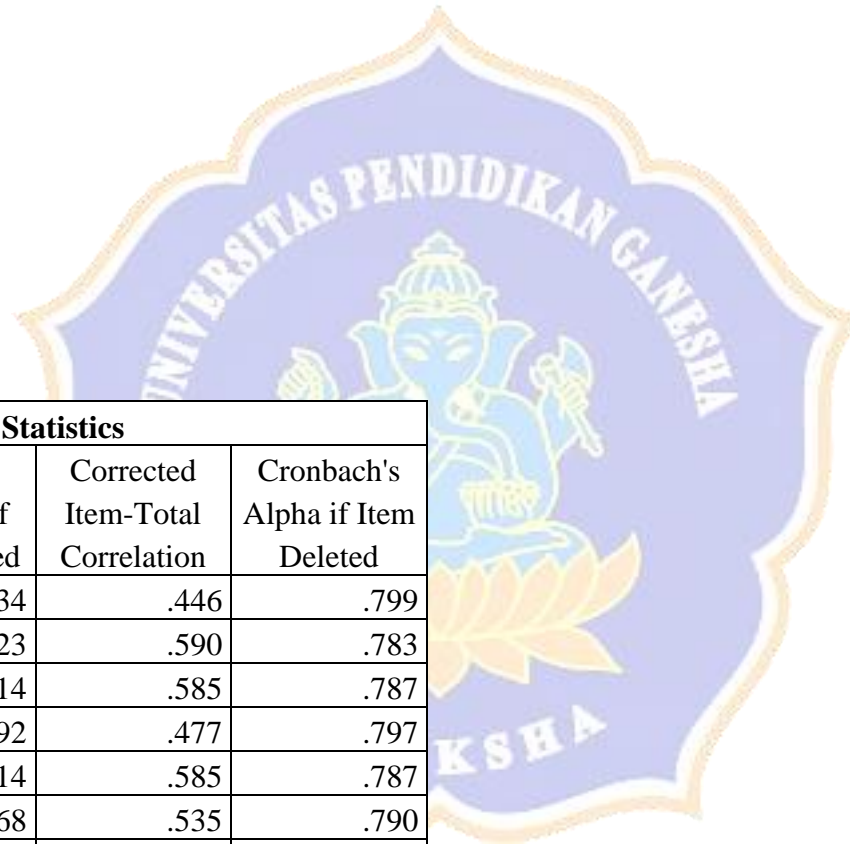 UNIVERSITAS PENDIDIKAN GANESHA
Statistics
Corrected Item-Total Correlation
Cronbach's Alpha if Item Deleted
34 .446 .799
23 .590 .783
14 .585 .787
92 .477 .797
14 .585 .787
68 .535 .790
KSHA